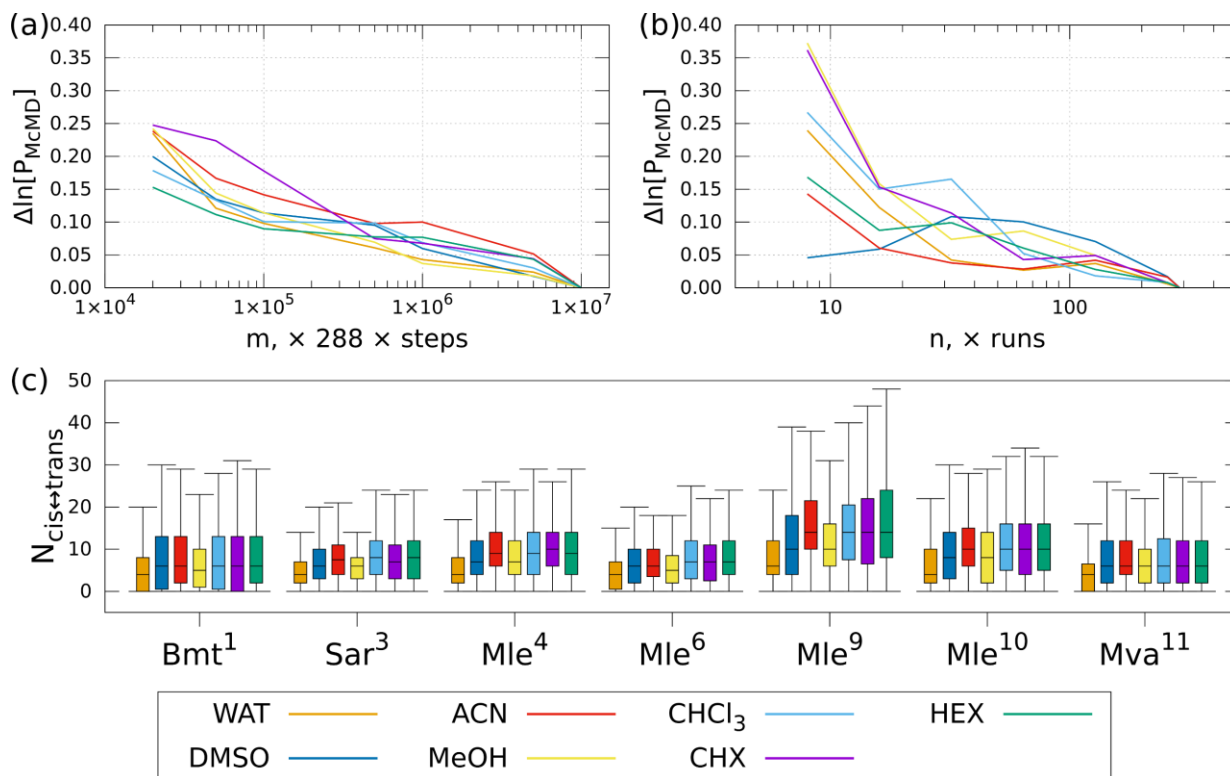 (a)
0.40
0.35
0.30
0.25
0.20
0.15
0.10
0.05
0.00
Δln[P_McMD]
1×10⁴ 1×10⁵ 1×10⁶ 1×10⁷
m, × 288 × steps
(b)
0.40
0.35
0.30
0.25
0.20
0.15
0.10
0.05
0.00
Δln[P_McMD]
10 100
n, × runs
(c)
50
40
30
20
10
0
N_cis↔trans
Bmt¹ Sar³ Mle⁴ Mle⁶ Mle⁹ Mle¹⁰ Mva¹¹
WAT ACN CHCl₃ HEX
DMSO MeOH CHX